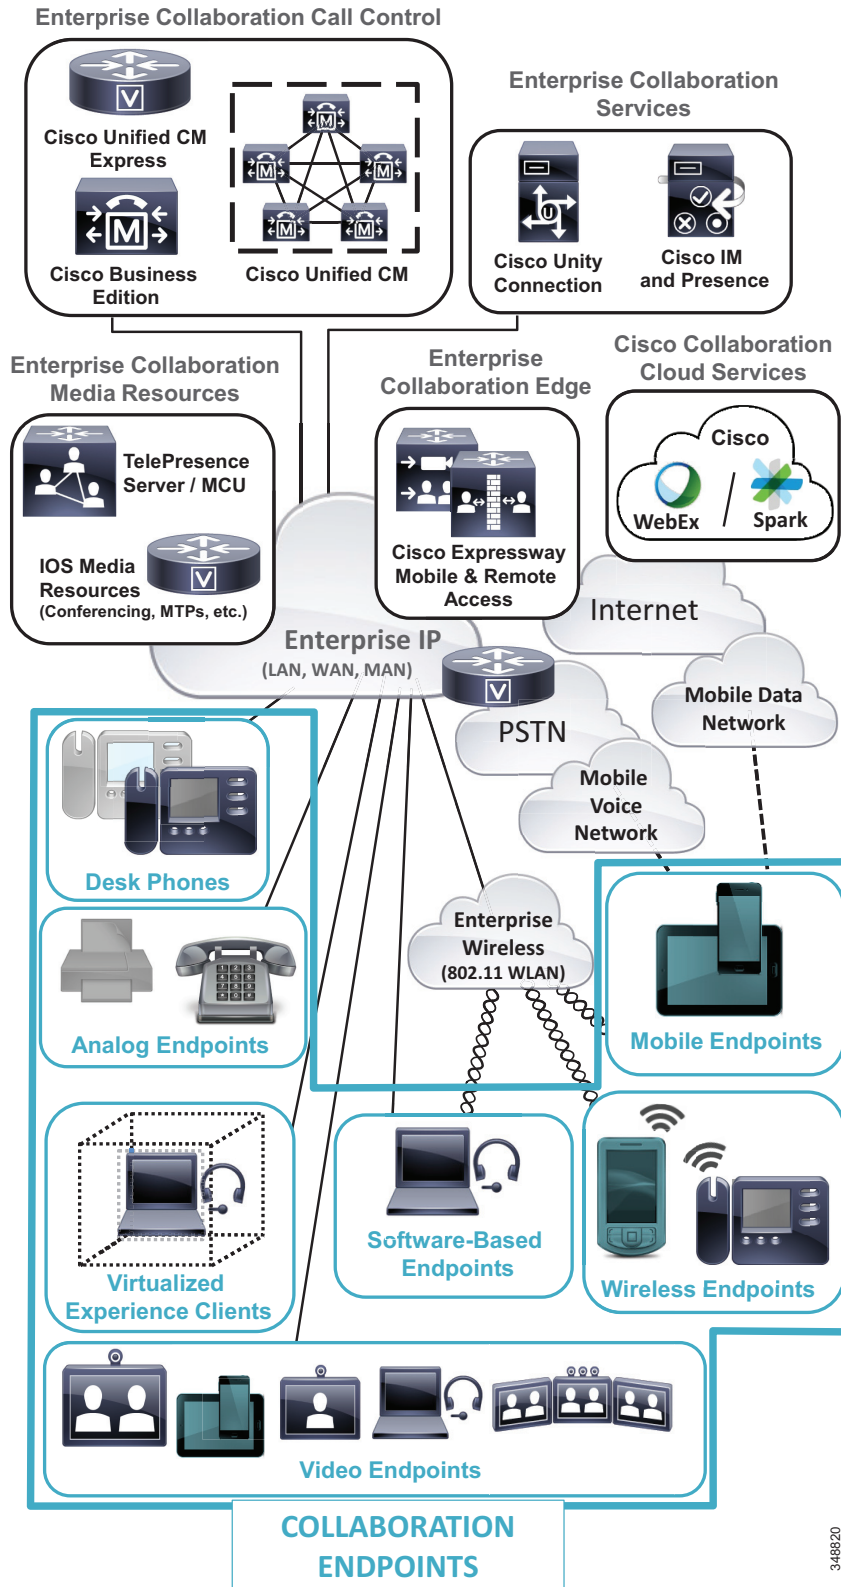 Enterprise Collaboration Call Control
Cisco Unified CM
Express
Cisco Business
Edition
Cisco Unified CM
V
M
M
M
M
M
M
Enterprise Collaboration
Services
U
Cisco Unity
Connection
Cisco IM
and Presence
Enterprise Collaboration
Media Resources
TelePresence
Server / MCU
IOS Media
Resources
(Conferencing, MTPs, etc.)
V
Enterprise
Collaboration Edge
Cisco Expressway
Mobile & Remote
Access
Cisco Collaboration
Cloud Services
Cisco
WebEx / Spark
Enterprise IP
(LAN, WAN, MAN)
V
Internet
PSTN
Mobile Data
Network
Mobile
Voice
Network
Enterprise
Wireless
(802.11 WLAN)
Desk Phones
Analog Endpoints
Mobile Endpoints
Virtualized
Experience Clients
Software-Based
Endpoints
Wireless Endpoints
Video Endpoints
COLLABORATION
ENDPOINTS
348820